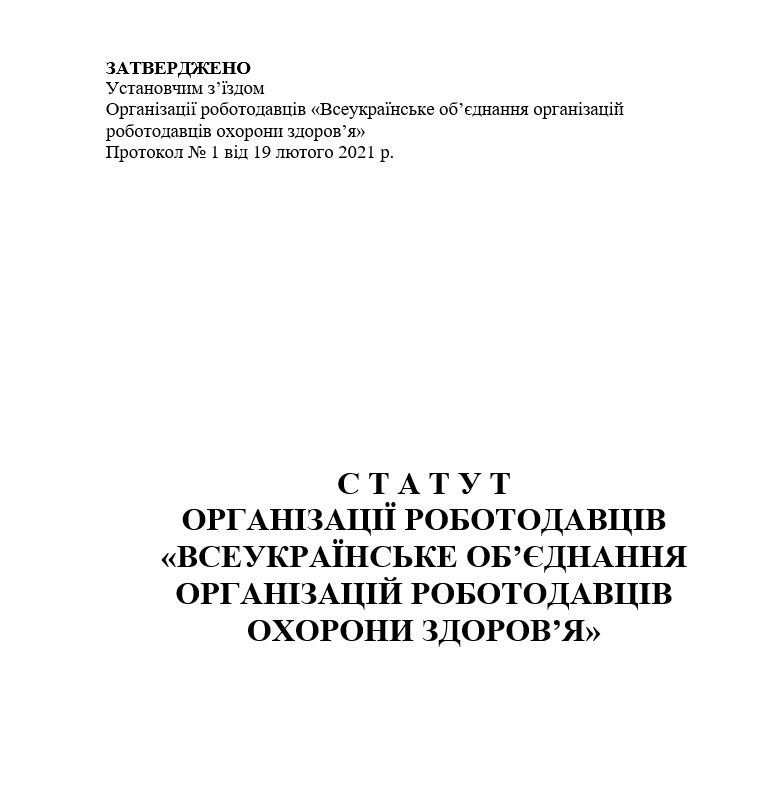 ЗАТВЕРДЖЕНО
Установчим з’їздом
Організації роботодавців «Всеукраїнське об’єднання організацій
роботодавців охорони здоров’я»
Протокол № 1 від 19 лютого 2021 р.
С Т А Т У Т
ОРГАНІЗАЦІЇ РОБОТОДАВЦІВ
«ВСЕУКРАЇНСЬКЕ ОБ’ЄДНАННЯ
ОРГАНІЗАЦІЙ РОБОТОДАВЦІВ
ОХОРОНИ ЗДОРОВ’Я»